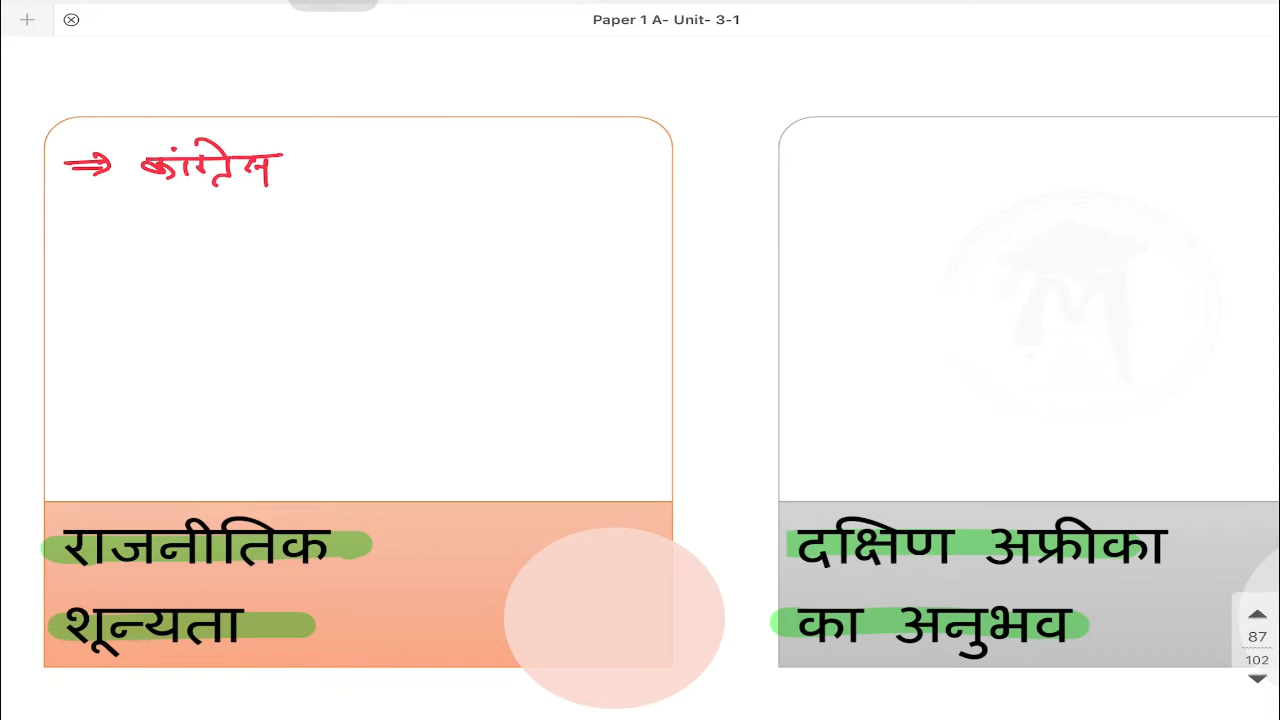 Paper 1 A- Unit- 3-1
⇒ कांग्रेस
राजनीतिक
शून्यता
दक्षिण अफ्रीका
का अनुभव
87
102